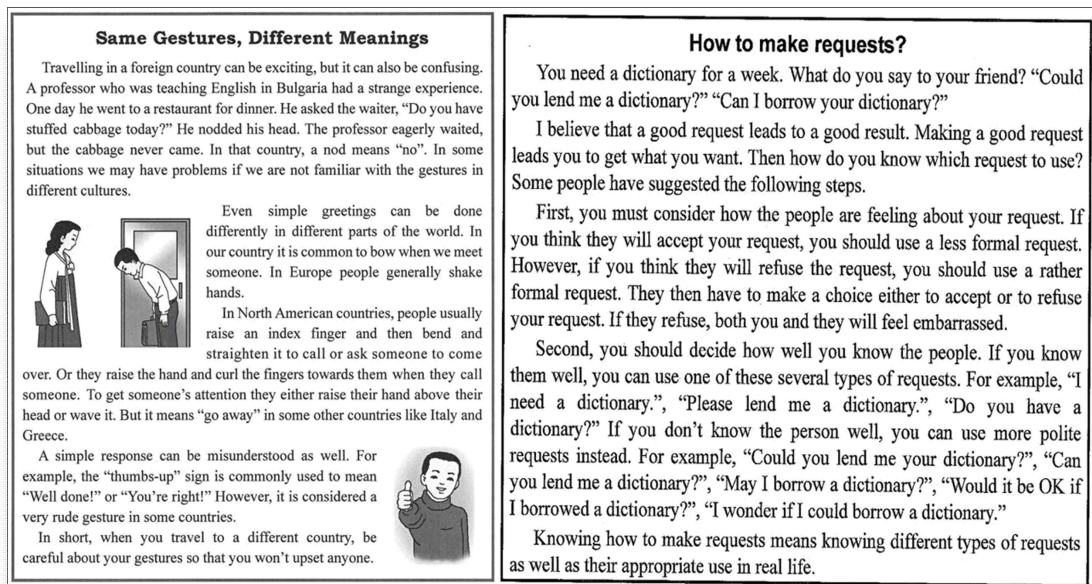 Same Gestures, Different Meanings
Travelling in a foreign country can be exciting, but it can also be confusing.
A professor who was teaching English in Bulgaria had a strange experience.
One day he went to a restaurant for dinner. He asked the waiter, “Do you have
stuffed cabbage today?” He nodded his head. The professor eagerly waited,
but the cabbage never came. In that country, a nod means “no”. In some
situations we may have problems if we are not familiar with the gestures in
different cultures.
Even simple greetings can be done
differently in different parts of the world. In
our country it is common to bow when we meet
someone. In Europe people generally shake
hands.
In North American countries, people usually
raise an index finger and then bend and
straighten it to call or ask someone to come
over. Or they raise the hand and curl the fingers towards them when they call
someone. To get someone’s attention they either raise their hand above their
head or wave it. But it means “go away” in some other countries like Italy and
Greece.
A simple response can be misunderstood as well. For
example, the “thumbs-up” sign is commonly used to mean
“Well done!” or “You’re right!” However, it is considered a
very rude gesture in some countries.
In short, when you travel to a different country, be
careful about your gestures so that you won’t upset anyone.
How to make requests?
You need a dictionary for a week. What do you say to your friend? “Could
you lend me a dictionary?” “Can I borrow your dictionary?”
I believe that a good request leads to a good result. Making a good request
leads you to get what you want. Then how do you know which request to use?
Some people have suggested the following steps.
First, you must consider how the people are feeling about your request. If
you think they will accept your request, you should use a less formal request.
However, if you think they will refuse the request, you should use a rather
formal request. They then have to make a choice either to accept or to refuse
your request. If they refuse, both you and they will feel embarrassed.
Second, you should decide how well you know the people. If you know
them well, you can use one of these several types of requests. For example, “I
need a dictionary.”, “Please lend me a dictionary.”, “Do you have a
dictionary?” If you don’t know the person well, you can use more polite
requests instead. For example, “Could you lend me your dictionary?”, “Can
you lend me a dictionary?”, “May I borrow a dictionary?”, “Would it be OK if
I borrowed a dictionary?”, “I wonder if I could borrow a dictionary.”
Knowing how to make requests means knowing different types of requests
as well as their appropriate use in real life.